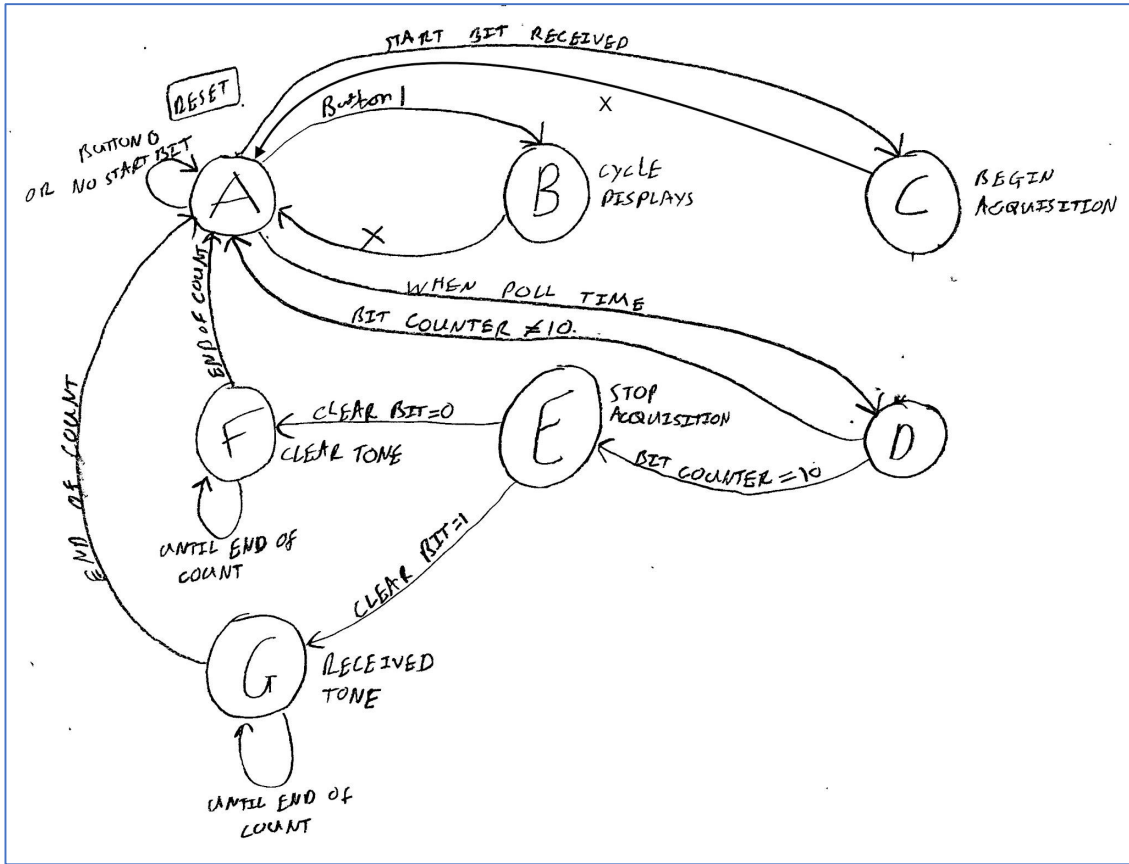 START BIT RECEIVED
RESET
X
Button 1
BUTTON 0
OR NO START BIT
A
B
CYCLE
DISPLAYS
C
BEGIN
ACQUISITION
X
WHEN POLL TIME
BIT COUNTER ≠10.
END OF COUNT
END OF COUNT
F
CLEAR TONE
CLEAR BIT=0
E
STOP
ACQUISITION
D
BIT COUNTER=10
UNTIL END OF
COUNT
CLEAR BIT=1
G
RECEIVED
TONE
UNTIL END OF
COUNT